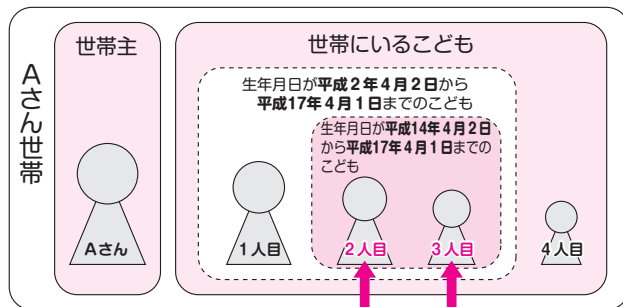 Aさん世帯
世帯主
Aさん
世帯にいるこども
生年月日が平成2年4月2日から
平成17年4月1日までのこども
生年月日が平成14年4月2日
から平成17年4月1日までの
こども
1人目
2人目
3人目
4人目